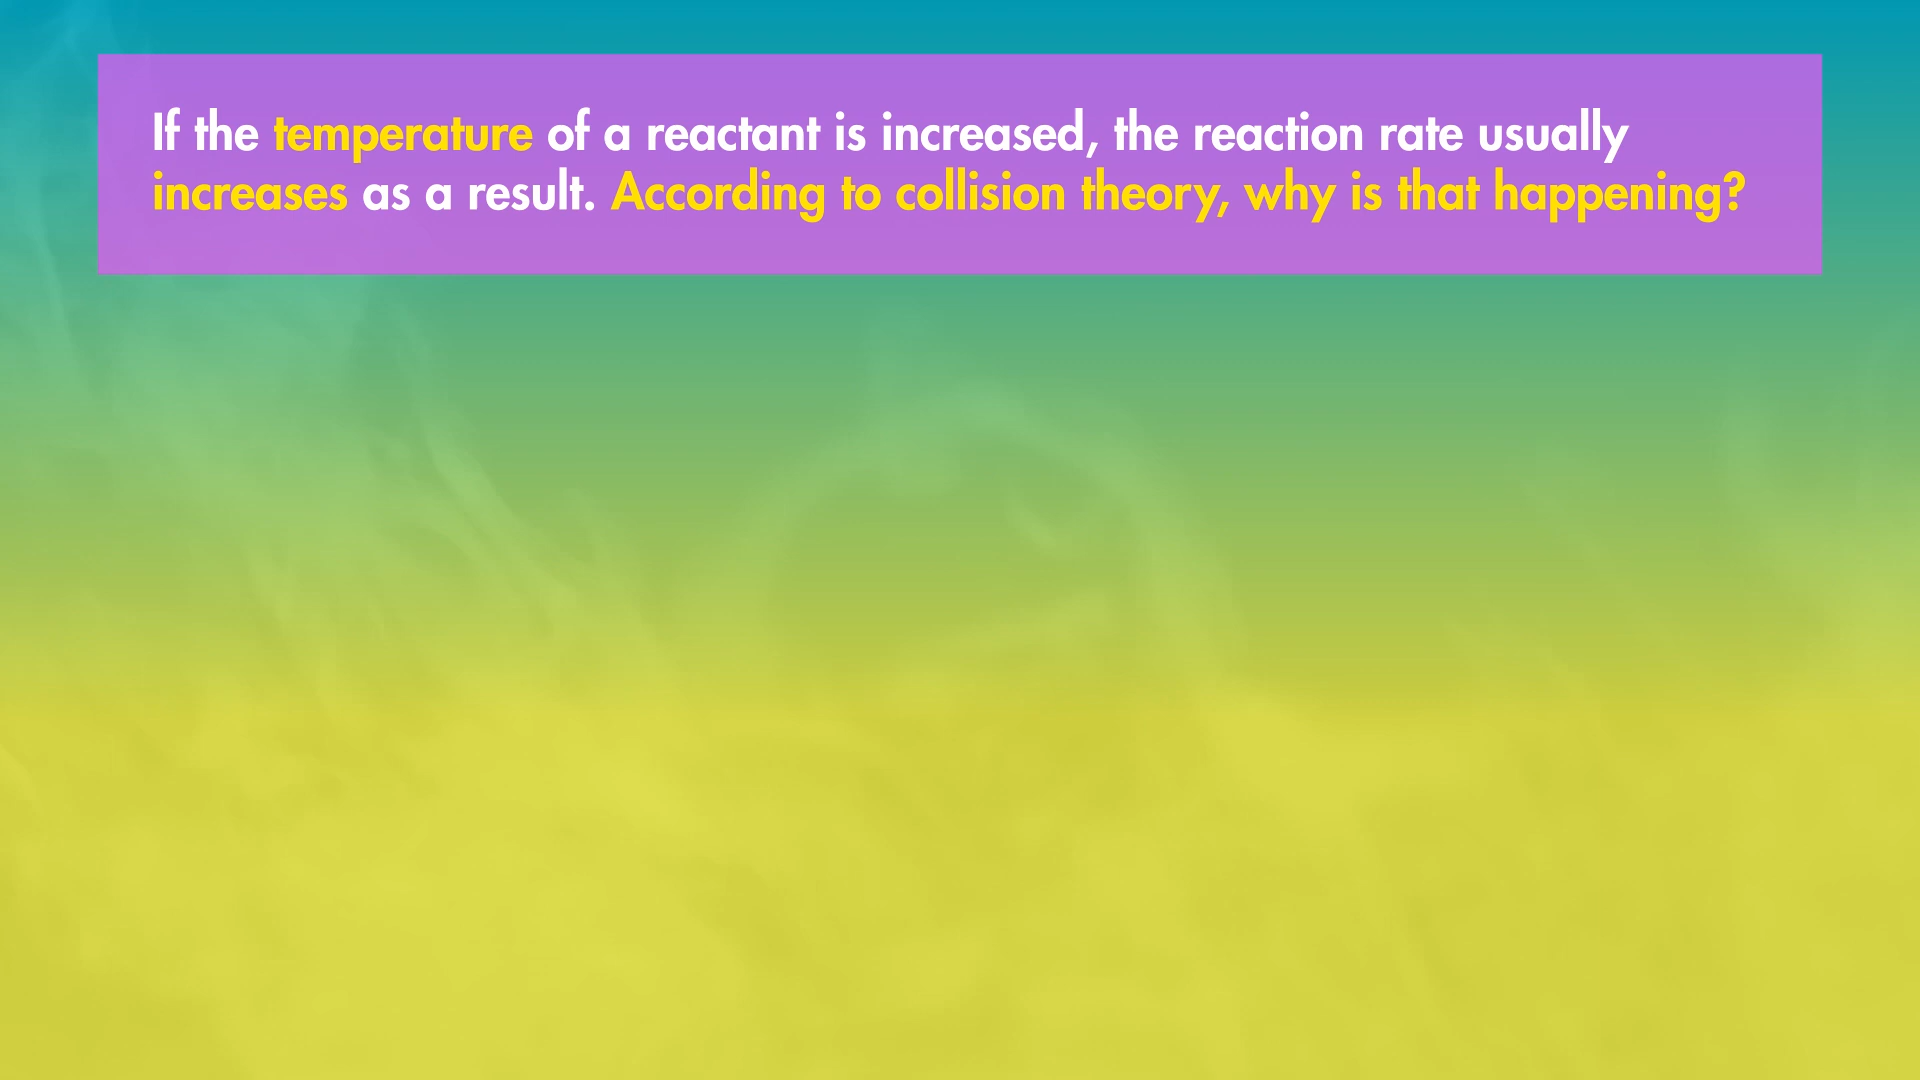 If the temperature of a reactant is increased, the reaction rate usually
increases as a result. According to collision theory, why is that happening?